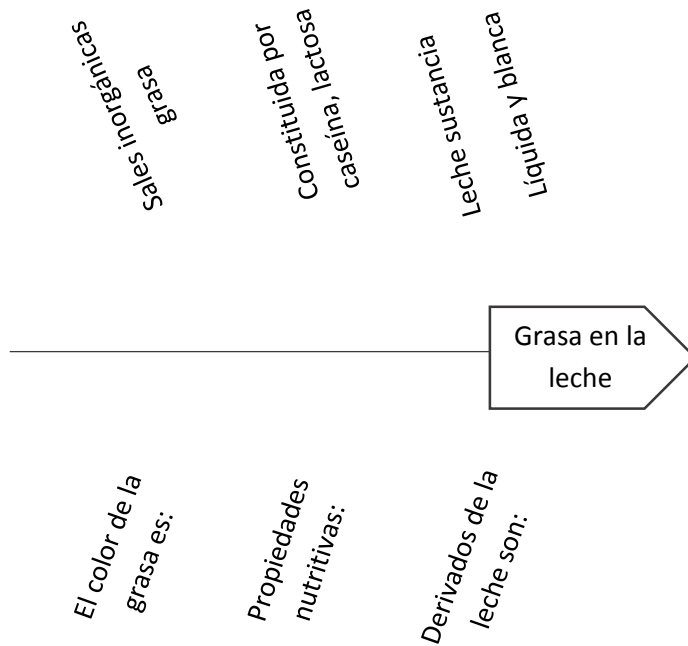 Sales inorgánicas
grasa
Constituida por
caseína, lactosa
Leche sustancia
Líquida y blanca
Grasa en la
leche
El color de la
grasa es:
Propiedades
nutritivas:
Derivados de la
leche son: